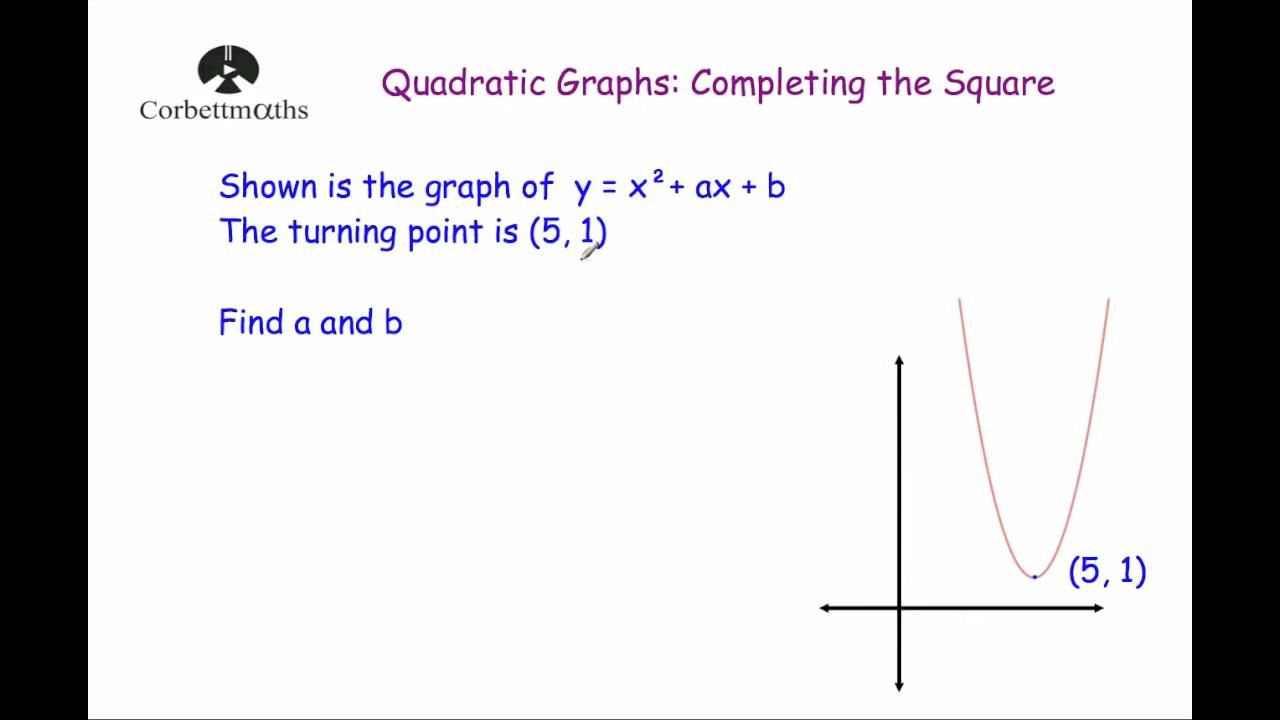 Corbettmαths
Quadratic Graphs: Completing the Square
Shown is the graph of y = x² + ax + b
The turning point is (5, 1)
Find a and b
(5, 1)